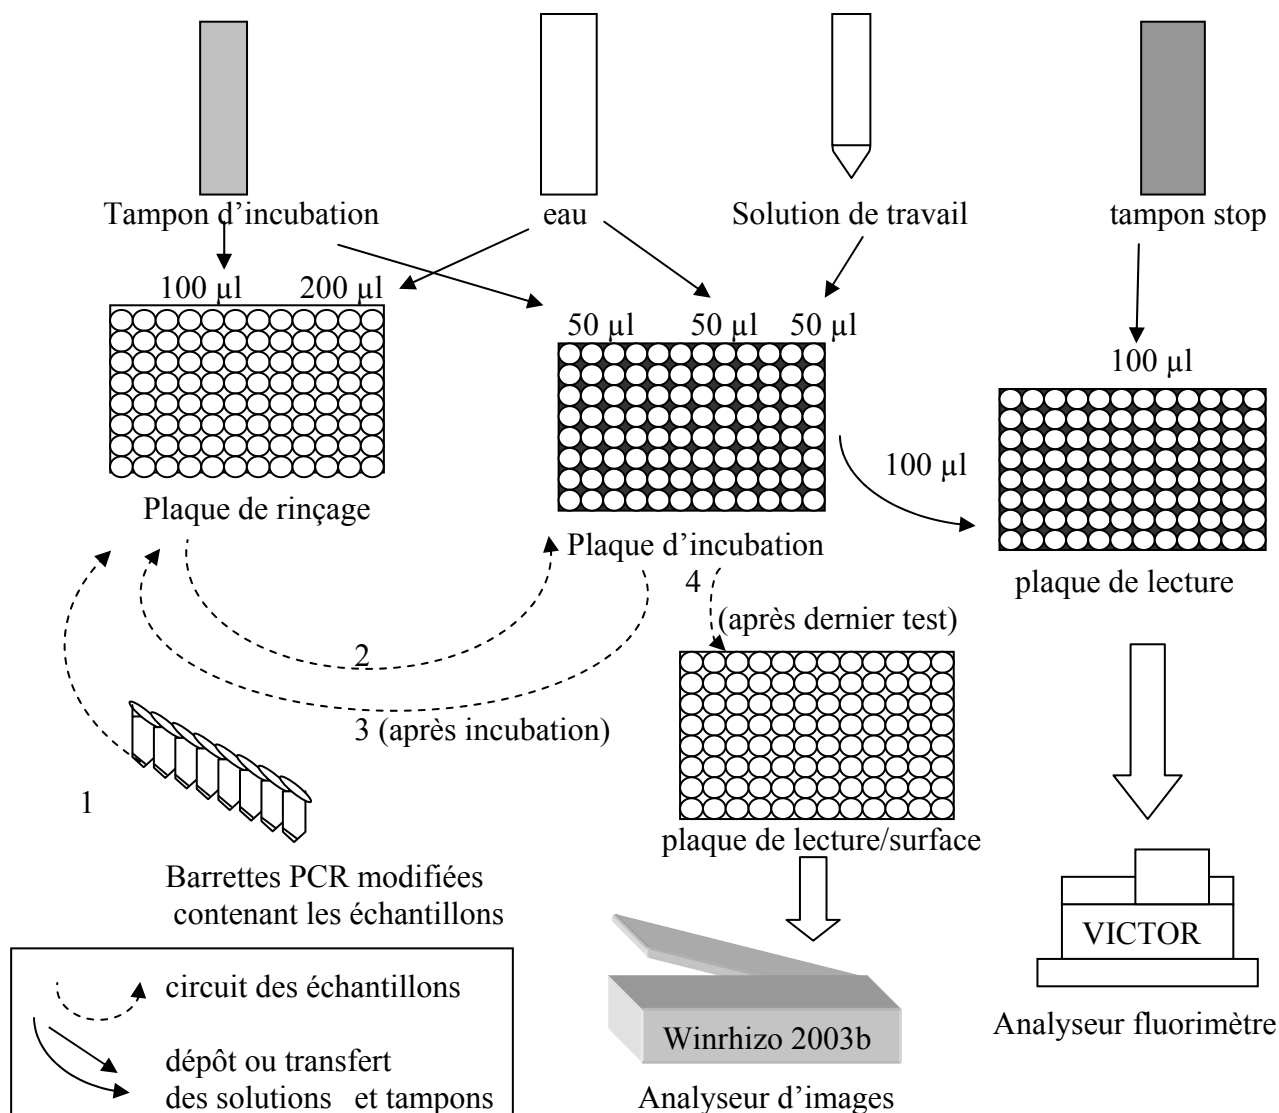 Tampon d'incubation
eau
Solution de travail
tampon stop
100 µl
200 µl
50 µl
50 µl
50 µl
100 µl
100 µl
Plaque de rinçage
Plaque d'incubation
plaque de lecture
4
(après dernier test)
2
3 (après incubation)
1
plaque de lecture/surface
Barrettes PCR modifiées
contenant les échantillons
VICTOR
Analyseur fluorimètre
circuit des échantillons
dépôt ou transfert
des solutions et tampons
Winrhizo 2003b
Analyseur d'images